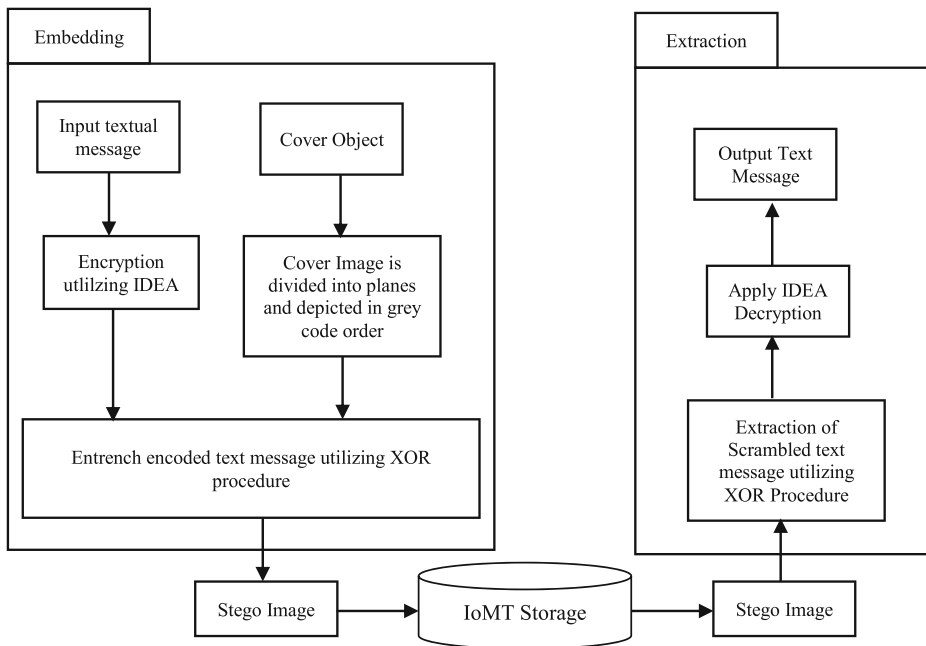 Embedding
Input textual
message
Cover Object
Encryption
utlilzing IDEA
Cover Image is
divided into planes
and depicted in grey
code order
Entrench encoded text message utilizing XOR
procedure
Stego Image
IoMT Storage
Stego Image
Extraction
Output Text
Message
Apply IDEA
Decryption
Extraction of
Scrambled text
message utilizing
XOR Procedure